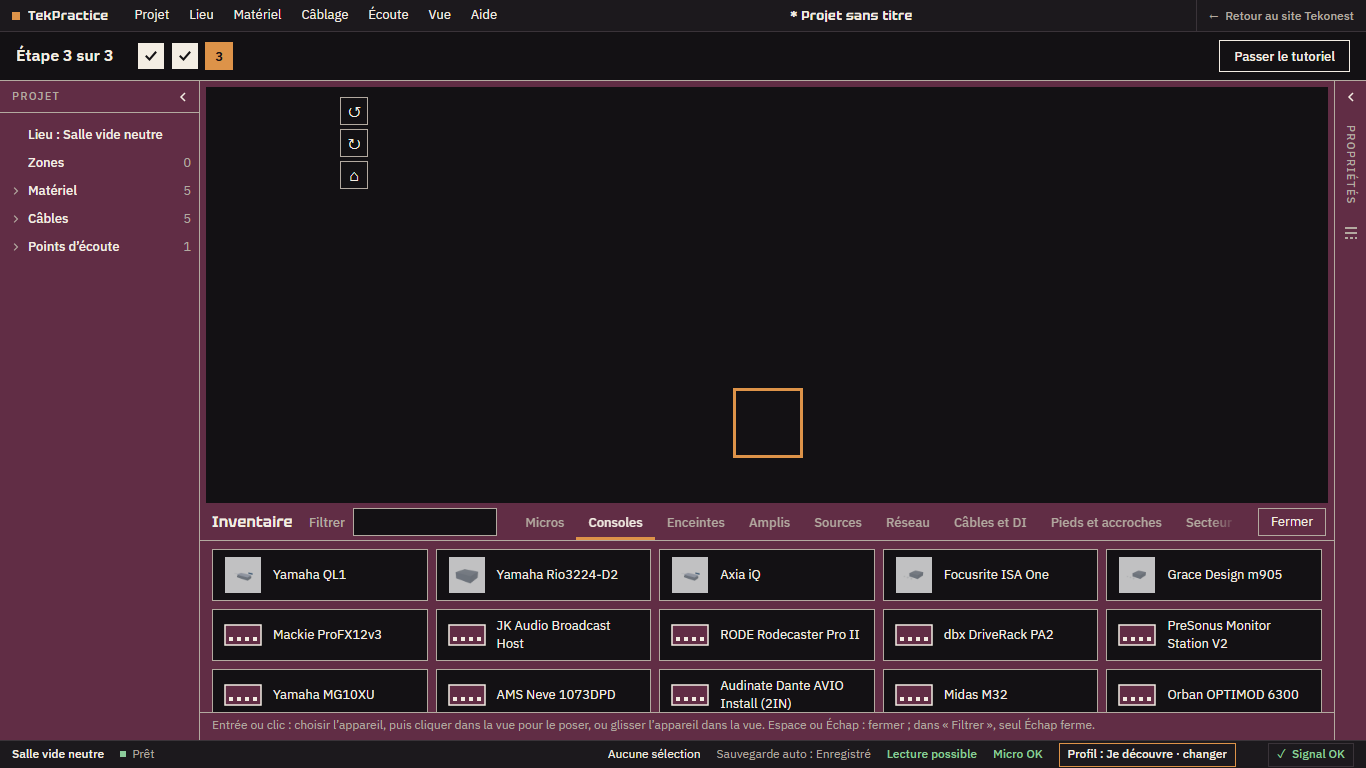 TekPractice Projet Lieu Matériel Câblage Écoute Vue Aide * Projet sans titre ← Retour au site Tekonest
Étape 3 sur 3 3 Passer le tutoriel
PROJET
Lieu : Salle vide neutre
Zones 0
Matériel 5
Câbles 5
Points d'écoute 1
PROPRIÉTÉS
Inventaire Filtrer Micros Consoles Enceintes Amplis Sources Réseau Câbles et DI Pieds et accroches Secteur Fermer
Yamaha QL1 Yamaha Rio3224-D2 Axia iQ Focusrite ISA One Grace Design m905
Mackie ProFX12v3 JK Audio Broadcast Host RODE Rodecaster Pro II dbx DriveRack PA2 PreSonus Monitor Station V2
Yamaha MG10XU AMS Neve 1073DPD Audinate Dante AVIO Install (2IN) Midas M32 Orban OPTIMOD 6300
Entrée ou clic : choisir l'appareil, puis cliquer dans la vue pour le poser, ou glisser l'appareil dans la vue. Espace ou Échap : fermer ; dans « Filtrer », seul Échap ferme.
Salle vide neutre Prêt Aucune sélection Sauvegarde auto : Enregistré Lecture possible Micro OK Profil : Je découvre · changer ✓ Signal OK